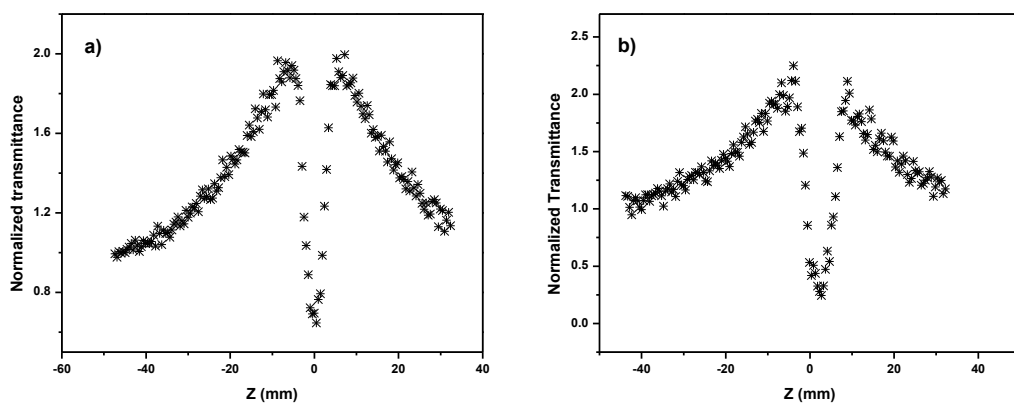 a)
Normalized transmittance
2.0
1.6
1.2
0.8
-60 -40 -20 0 20 40
Z (mm)
b)
Normalized Transmittance
2.5
2.0
1.5
1.0
0.5
0.0
-40 -20 0 20 40
Z (mm)